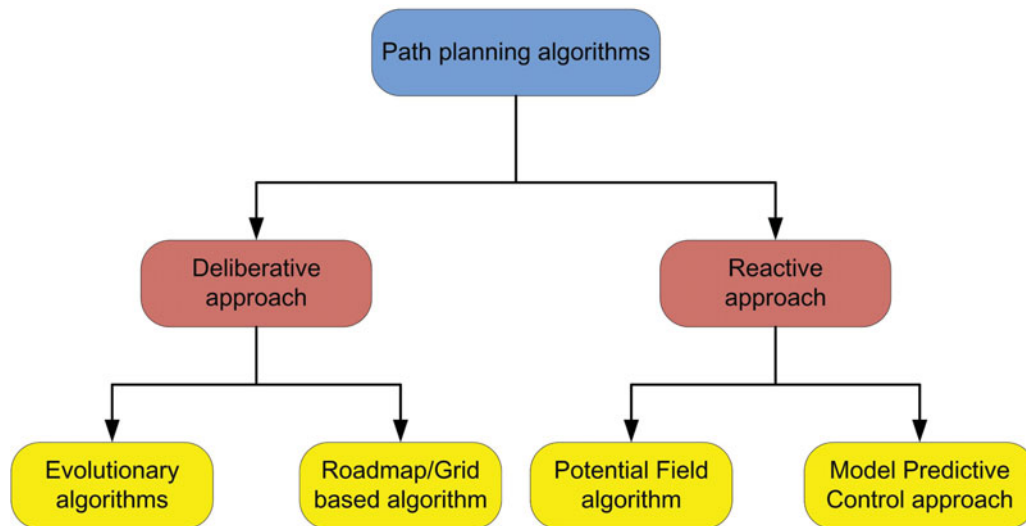 Path planning algorithms
Deliberative
approach
Reactive
approach
Evolutionary
algorithms
Roadmap/Grid
based algorithm
Potential Field
algorithm
Model Predictive
Control approach